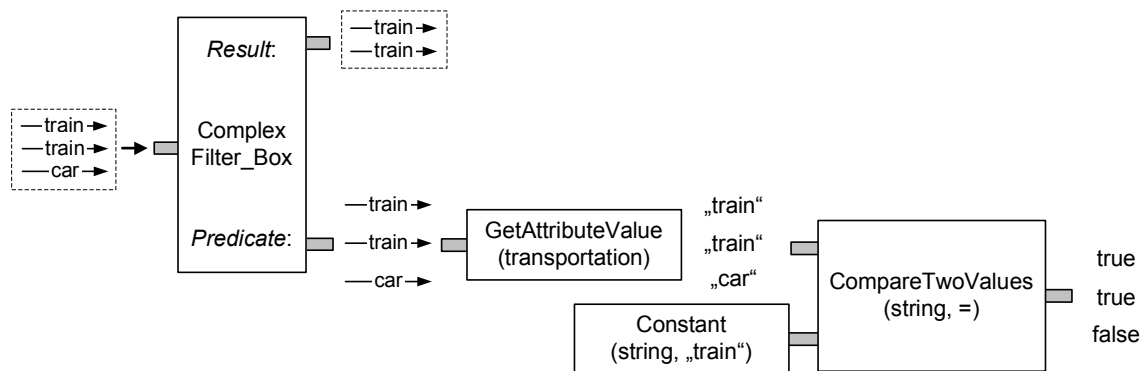 train
train
Result:
train
train
car
Complex
Filter_Box
Predicate:
train
train
car
GetAttributeValue
(transportation)
„train“
„train“
„car“
Constant
(string, „train“)
CompareTwoValues
(string, =)
true
true
false